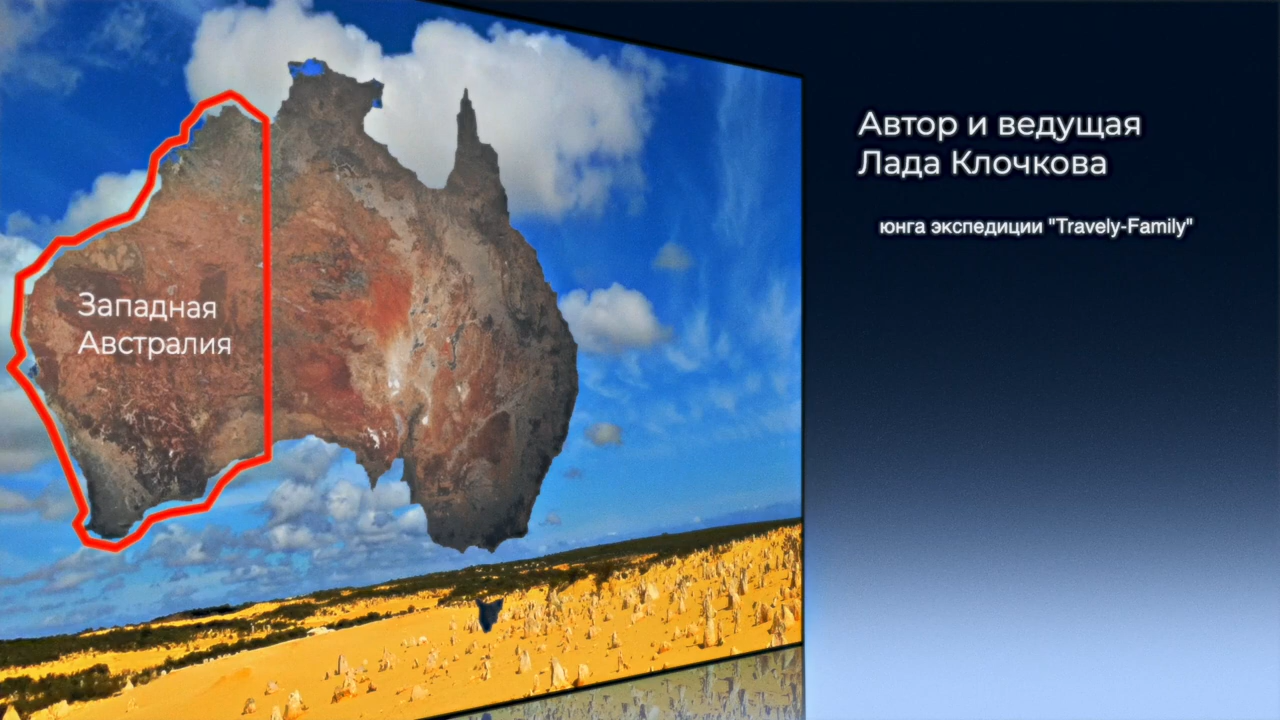 Западная
Австралия
Автор и ведущая
Лада Клочкова
юнга экспедиции "Travely-Family"